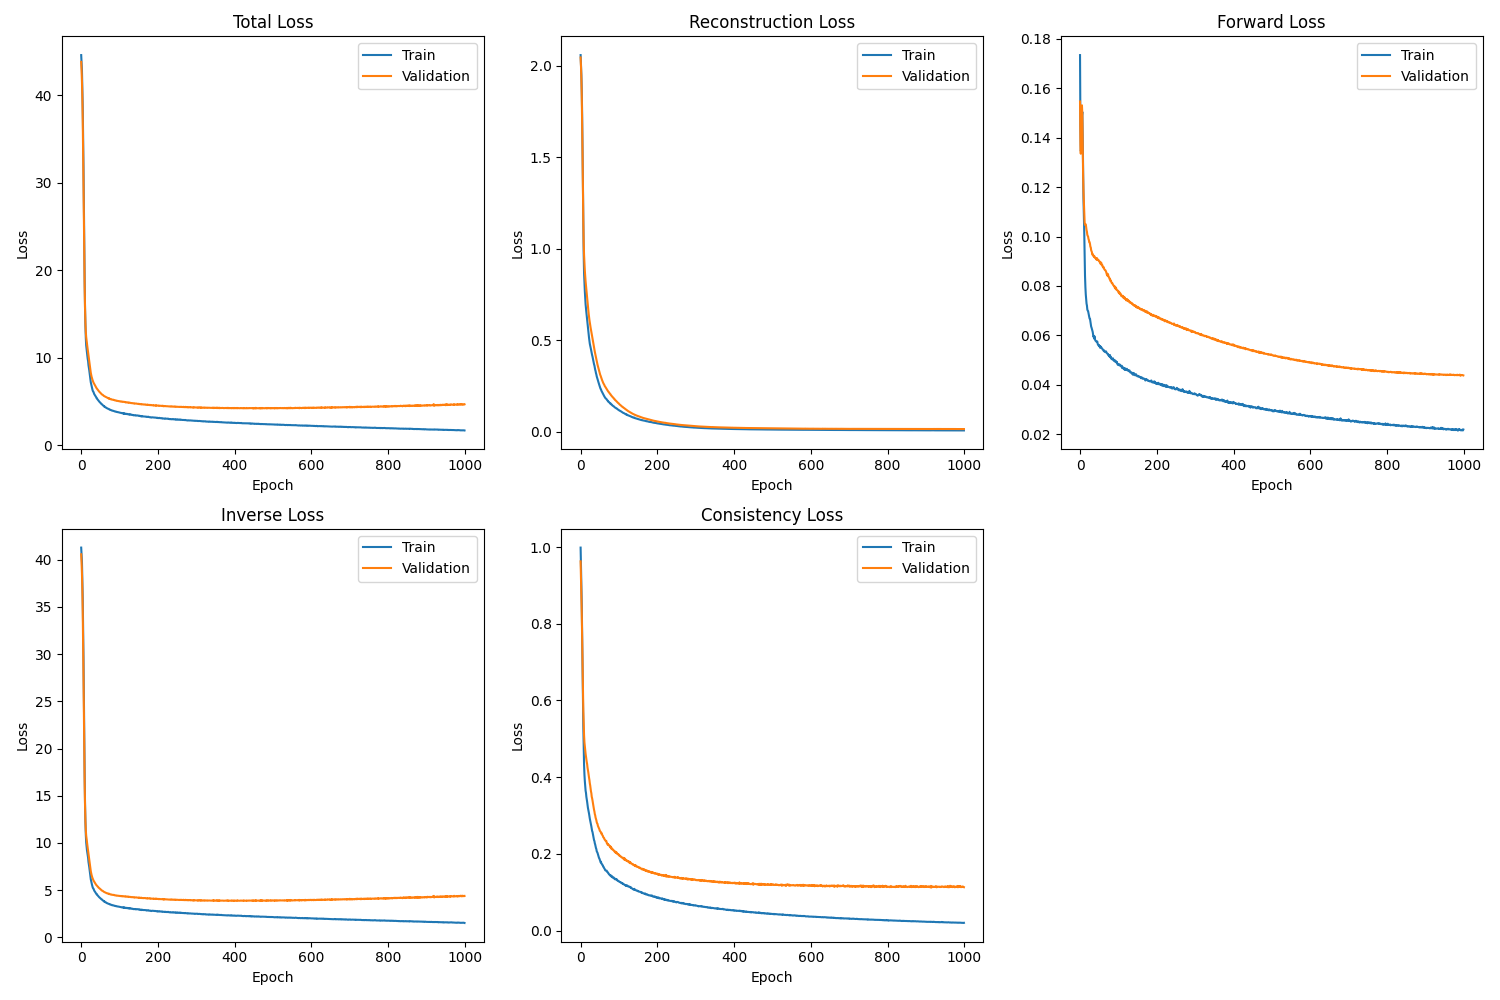 Total Loss
Train
Validation
Loss
40
30
20
10
0
0 200 400 600 800 1000
Epoch
Reconstruction Loss
Train
Validation
Loss
2.0
1.5
1.0
0.5
0.0
0 200 400 600 800 1000
Epoch
Forward Loss
Train
Validation
Loss
0.18
0.16
0.14
0.12
0.10
0.08
0.06
0.04
0.02
0 200 400 600 800 1000
Epoch
Inverse Loss
Train
Validation
Loss
40
35
30
25
20
15
10
5
0
0 200 400 600 800 1000
Epoch
Consistency Loss
Train
Validation
Loss
1.0
0.8
0.6
0.4
0.2
0.0
0 200 400 600 800 1000
Epoch